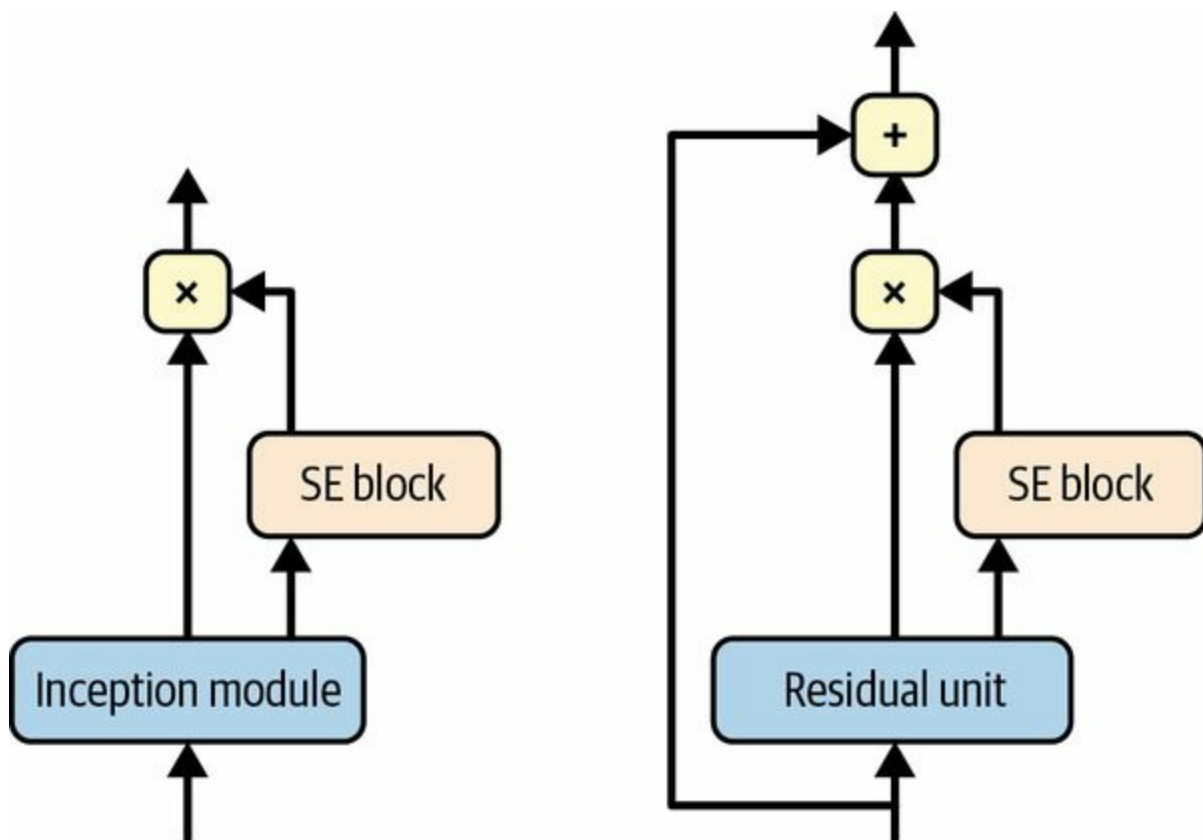 +
×
×
SE block
SE block
Inception module
Residual unit